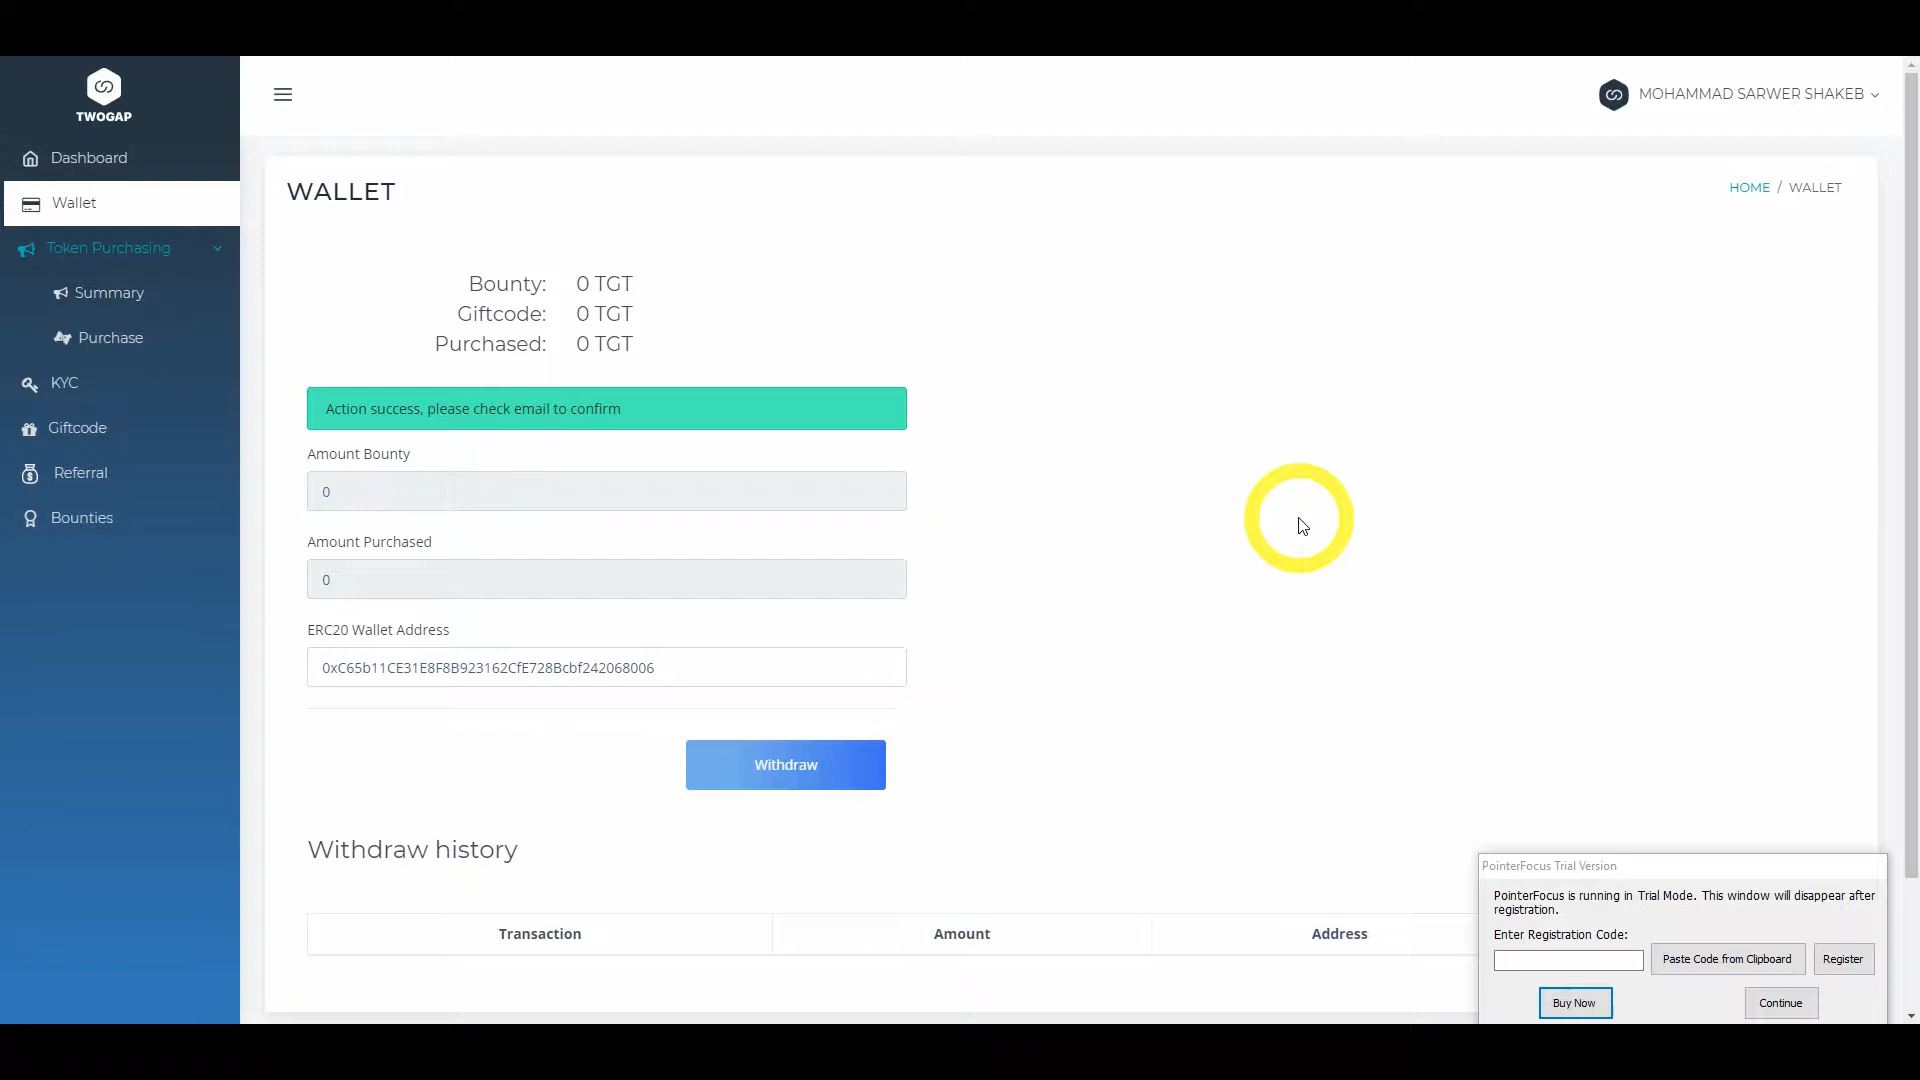 TWOGAP
MOHAMMAD SARWER SHAKEB
Dashboard
Wallet
Token Purchasing
Summary
Purchase
KYC
Giftcode
Referral
Bounties
WALLET
HOME / WALLET
Bounty: 0 TGT
Giftcode: 0 TGT
Purchased: 0 TGT
Action success, please check email to confirm
Amount Bounty
0
Amount Purchased
0
ERC20 Wallet Address
0xC65b11CE31E8F8B923162CfE728Bcbf242068006
Withdraw
Withdraw history
Transaction Amount Address
PointerFocus Trial Version
PointerFocus is running in Trial Mode. This window will disappear after
registration.
Enter Registration Code:
Paste Code from Clipboard Register
Buy Now Continue